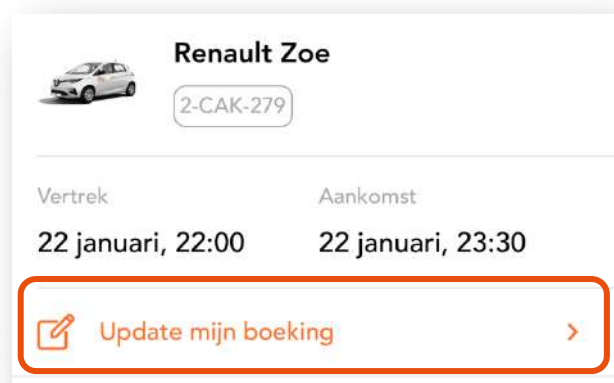 Renault Zoe
2-CAK-279
Vertrek Aankomst
22 januari, 22:00 22 januari, 23:30
Update mijn boeking